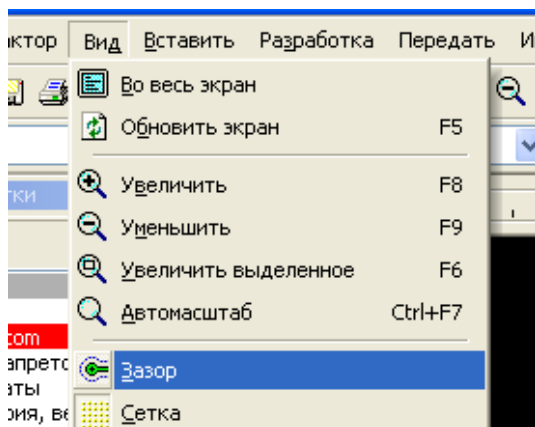 Вид Вставить Разработка Передать
Во весь экран
Обновить экран F5
Увеличить F8
Уменьшить F9
Увеличить выделенное F6
Автомасштаб Ctrl+F7
com
Зазор
Сетка